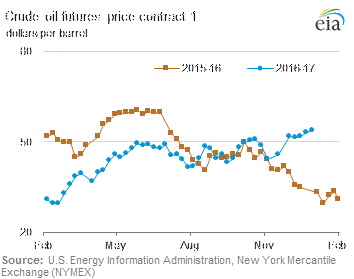 Crude oil futures price contract 1
dollars per barrel
eia
80
2015-16
2016-17
50
20
Feb
May
Aug
Nov
Feb
Source: U.S. Energy Information Administration, New York Mercantile
Exchange (NYMEX)